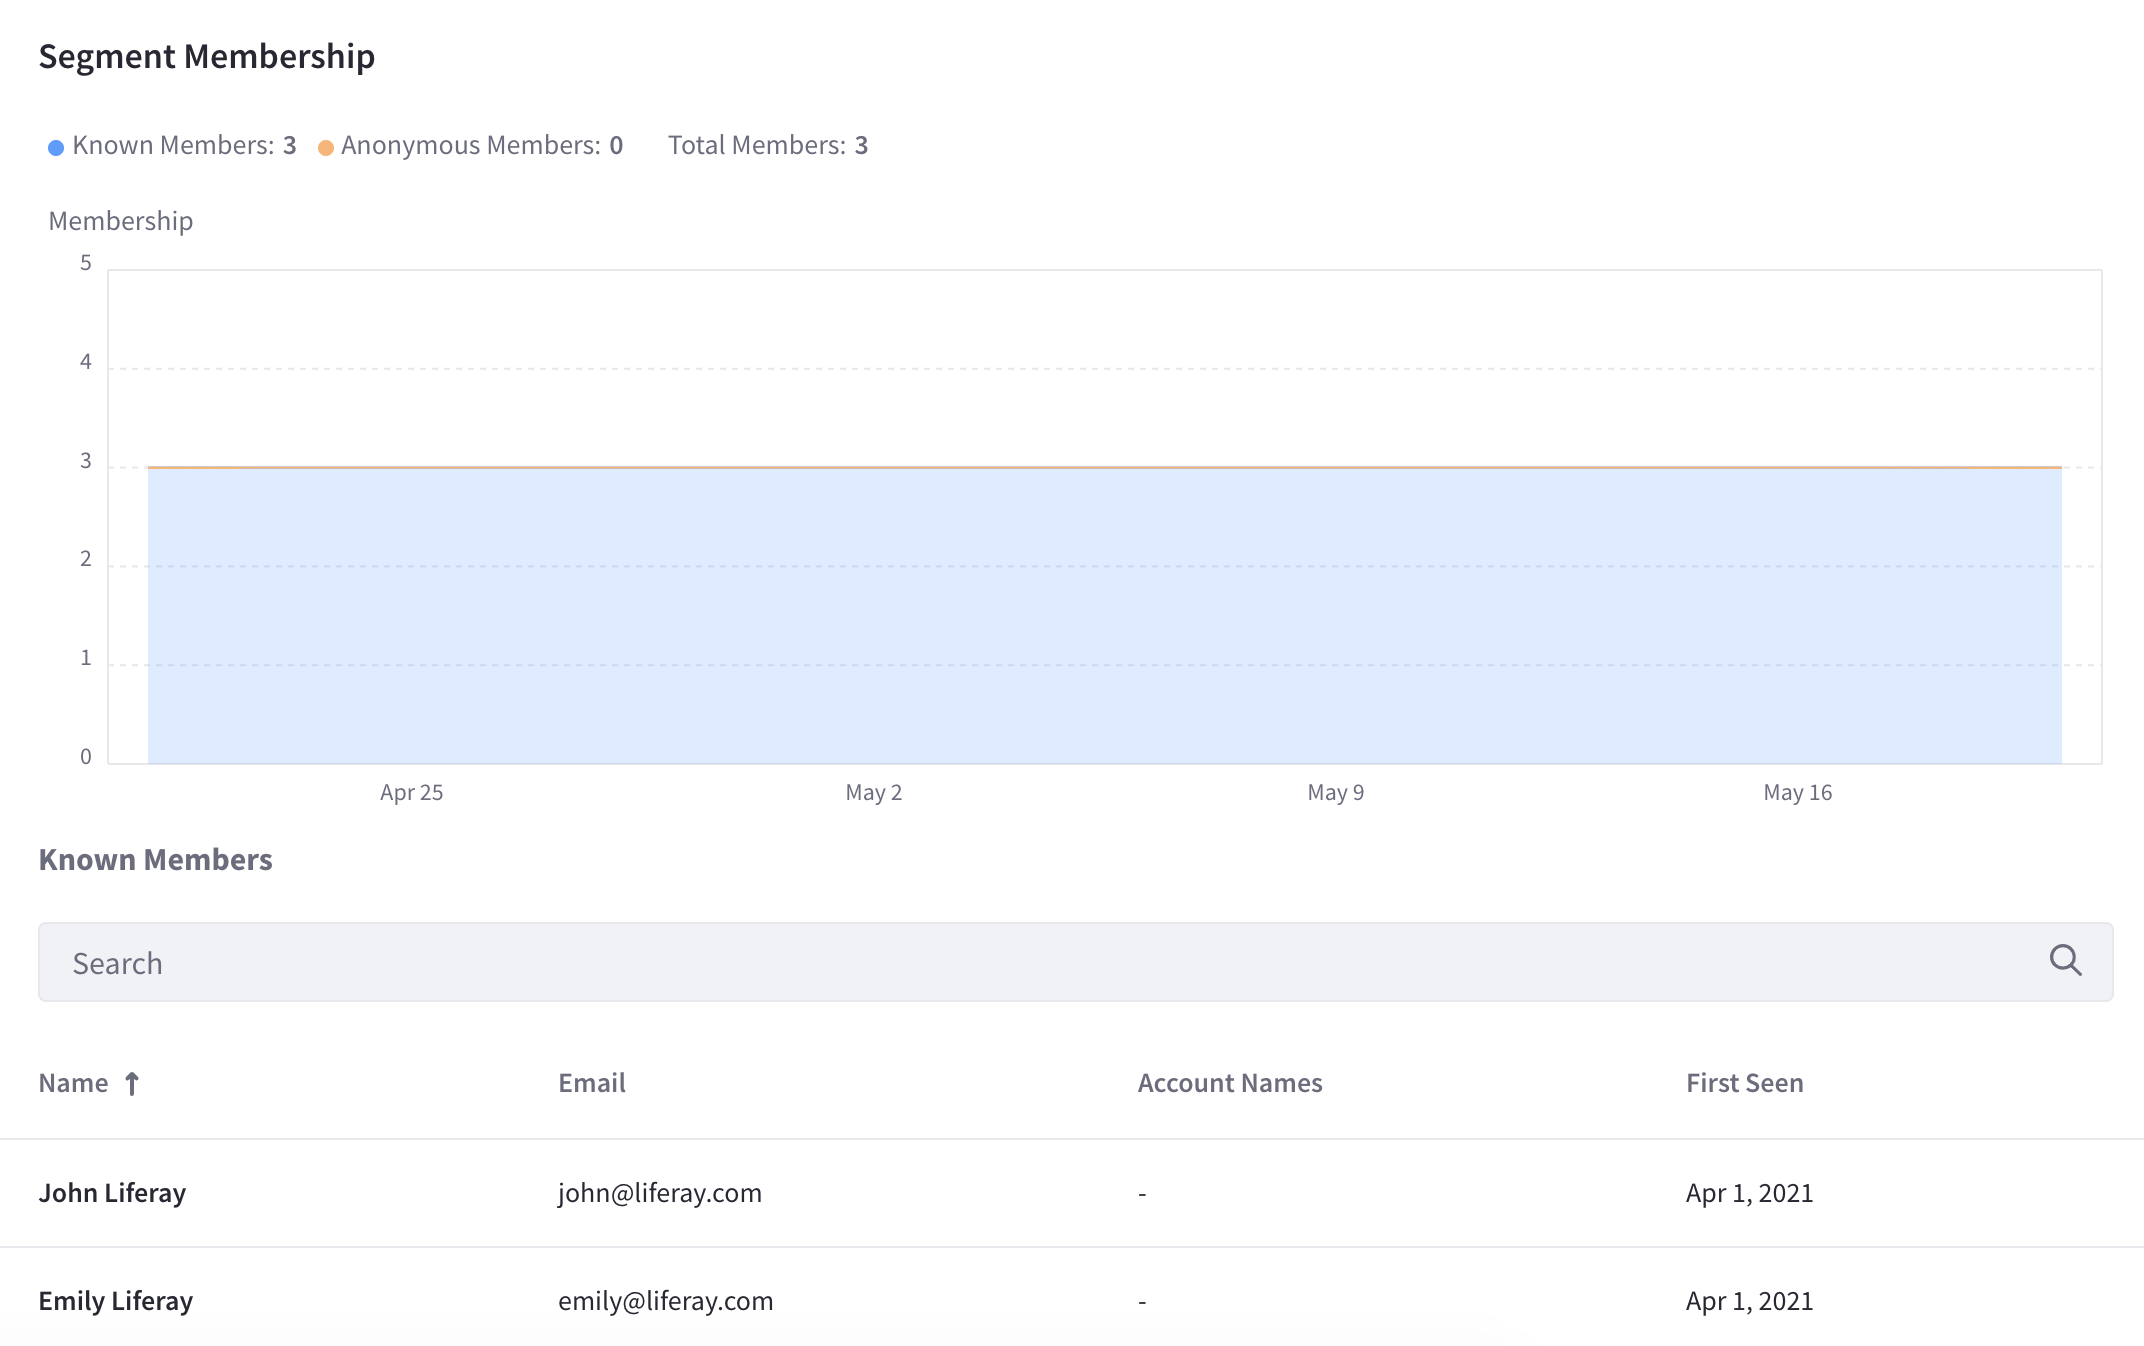 Segment Membership
Known Members: 3 Anonymous Members: 0 Total Members: 3
Membership
5
4
3
2
1
0
Apr 25 May 2 May 9 May 16
Known Members
Search
Name Email Account Names First Seen
John Liferay john@liferay.com - Apr 1, 2021
Emily Liferay emily@liferay.com - Apr 1, 2021